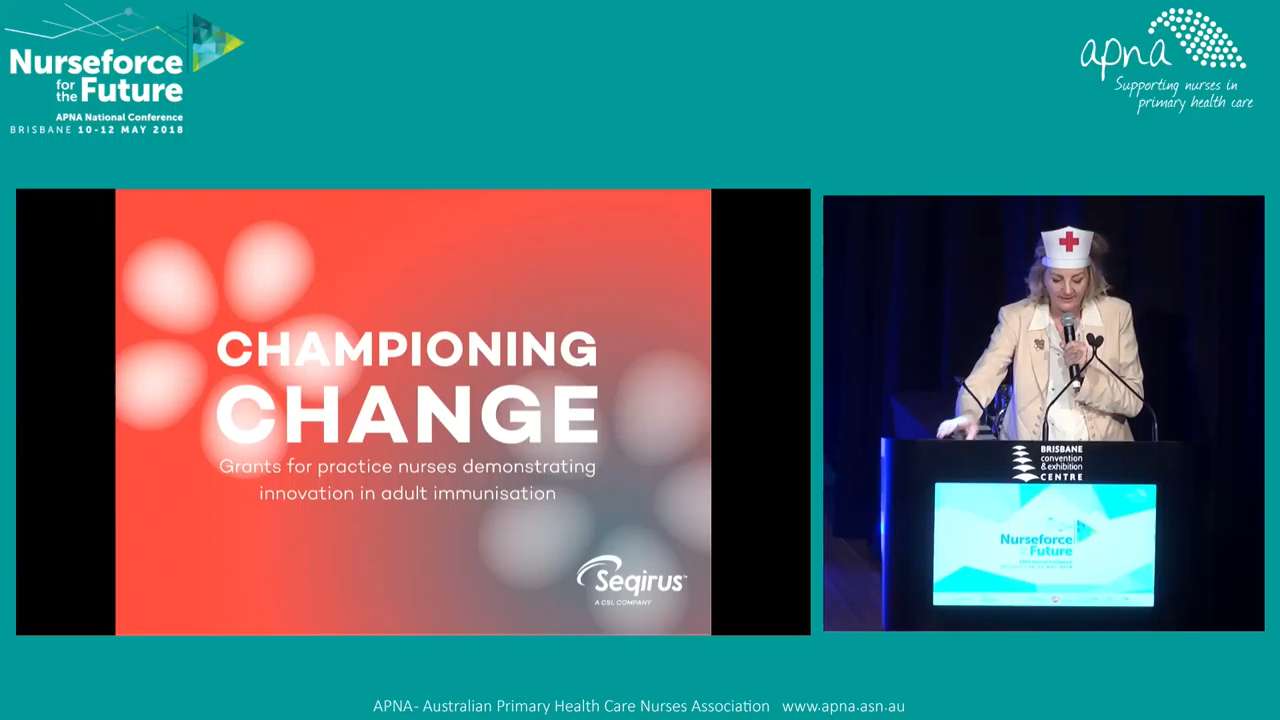 Nurseforce
for the Future
APNA National Conference
BRISBANE 10-12 MAY 2018
apna
Supporting nurses in
primary health care
CHAMPIONING
CHANGE
Grants for practice nurses demonstrating
innovation in adult immunisation
Seqirus™
A CSL COMPANY
BRISBANE
convention
& exhibition
CENTRE
Nurseforce
Future
APNA- Australian Primary Health Care Nurses Association www.apna.asn.au